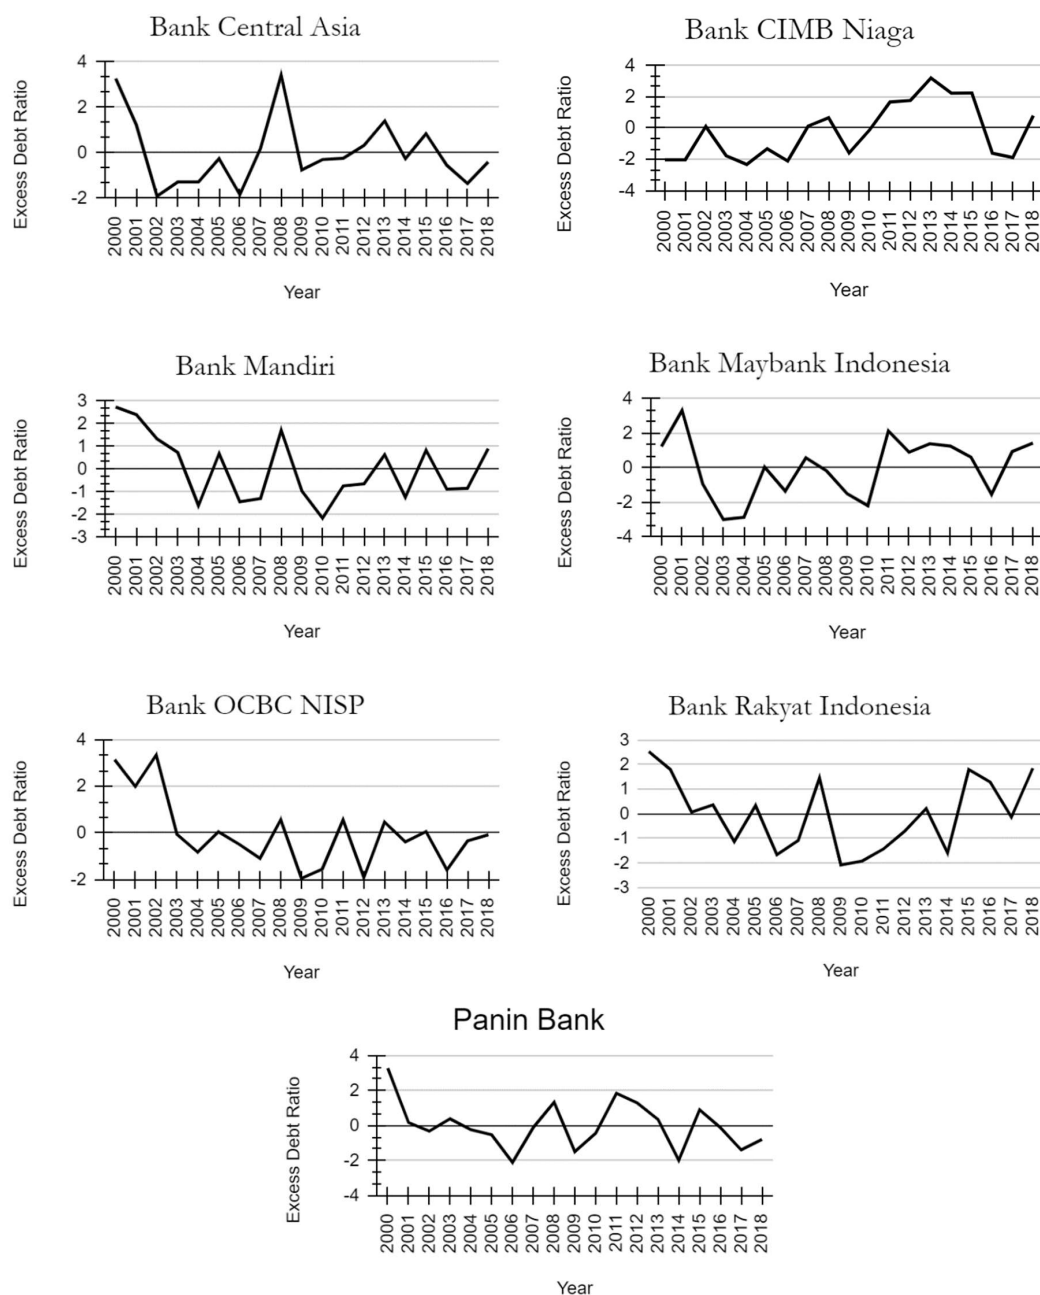 Bank Central Asia
Excess Debt Ratio
4
2
0
-2
2000 2001 2002 2003 2004 2005 2006 2007 2008 2009 2010 2011 2012 2013 2014 2015 2016 2017 2018
Year
Bank CIMB Niaga
Excess Debt Ratio
4
2
0
-2
-4
2000 2001 2002 2003 2004 2005 2006 2007 2008 2009 2010 2011 2012 2013 2014 2015 2016 2017 2018
Year
Bank Mandiri
Excess Debt Ratio
3
2
1
0
-1
-2
-3
2000 2001 2002 2003 2004 2005 2006 2007 2008 2009 2010 2011 2012 2013 2014 2015 2016 2017 2018
Year
Bank Maybank Indonesia
Excess Debt Ratio
4
2
0
-2
-4
2000 2001 2002 2003 2004 2005 2006 2007 2008 2009 2010 2011 2012 2013 2014 2015 2016 2017 2018
Year
Bank OCBC NISP
Excess Debt Ratio
4
2
0
-2
2000 2001 2002 2003 2004 2005 2006 2007 2008 2009 2010 2011 2012 2013 2014 2015 2016 2017 2018
Year
Bank Rakyat Indonesia
Excess Debt Ratio
3
2
1
0
-1
-2
-3
2000 2001 2002 2003 2004 2005 2006 2007 2008 2009 2010 2011 2012 2013 2014 2015 2016 2017 2018
Year
Panin Bank
Excess Debt Ratio
4
2
0
-2
-4
2000 2001 2002 2003 2004 2005 2006 2007 2008 2009 2010 2011 2012 2013 2014 2015 2016 2017 2018
Year